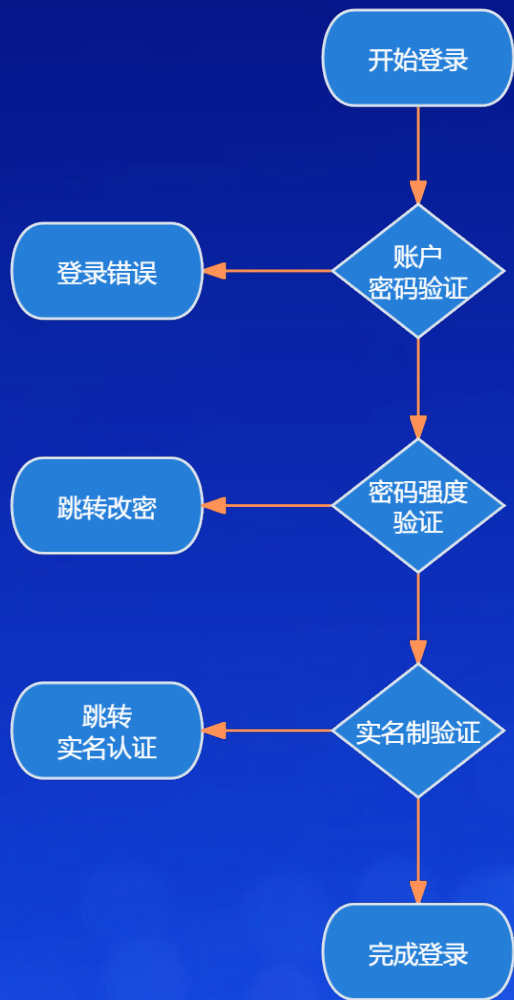 开始登录
账户
密码验证
登录错误
密码强度
验证
跳转改密
实名制验证
跳转
实名认证
完成登录